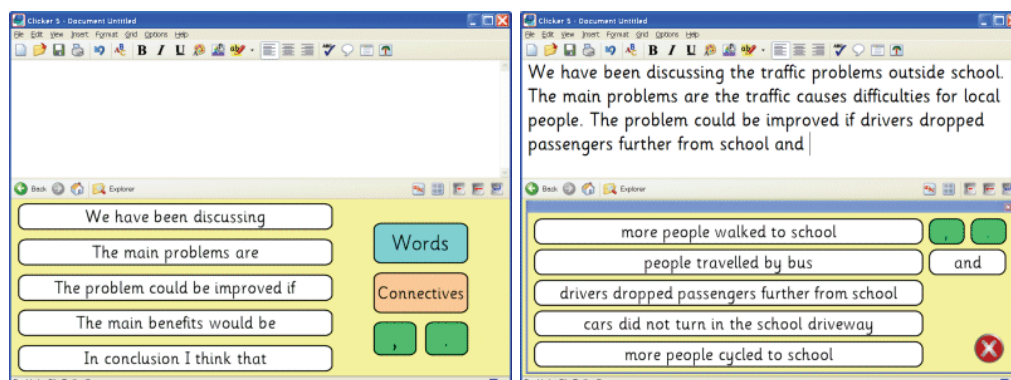 Clicker 5 - Document Untitled
File Edit View Insert Format Grid Options Help
B I U
Back Explorer
We have been discussing
The main problems are
The problem could be improved if
The main benefits would be
In conclusion I think that
Words
Connectives
, .
Clicker 5 - Document Untitled
File Edit View Insert Format Grid Options Help
B I U
We have been discussing the traffic problems outside school.
The main problems are the traffic causes difficulties for local
people. The problem could be improved if drivers dropped
passengers further from school and
Back Explorer
more people walked to school
people travelled by bus
drivers dropped passengers further from school
cars did not turn in the school driveway
more people cycled to school
, .
and